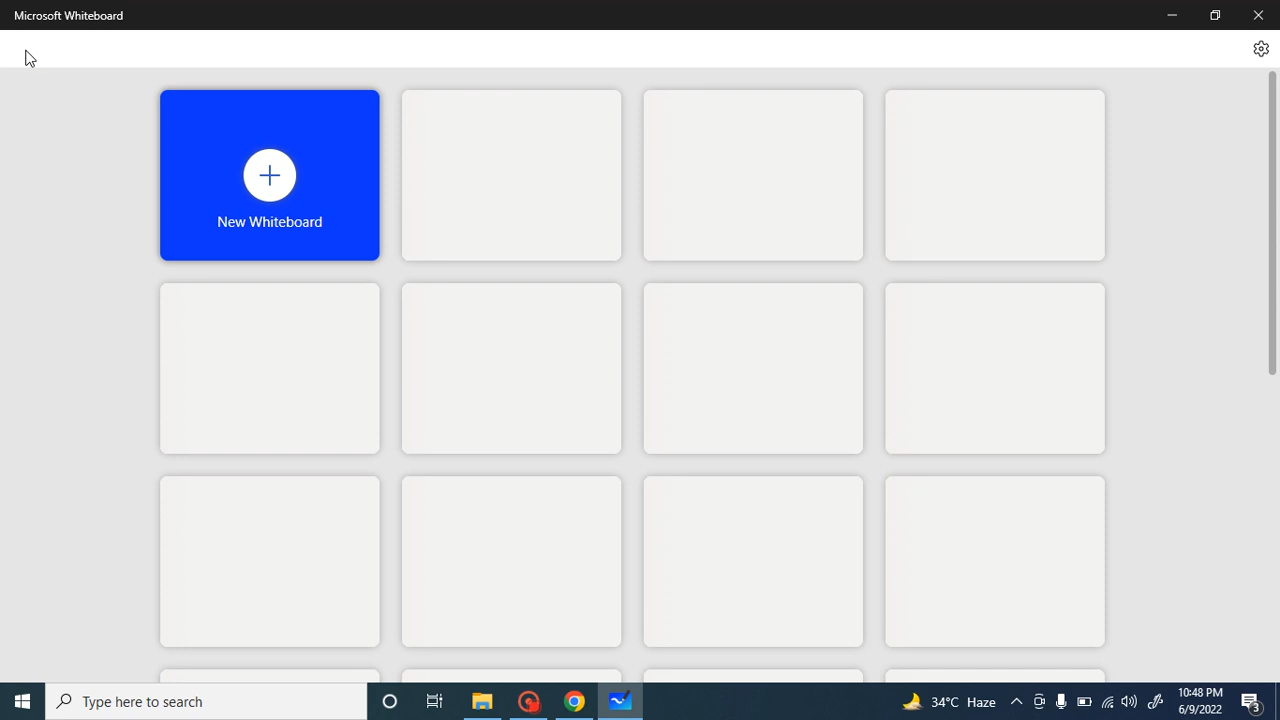 Microsoft Whiteboard
New Whiteboard
Type here to search
34°C Haze
10:48 PM
6/9/2022
3